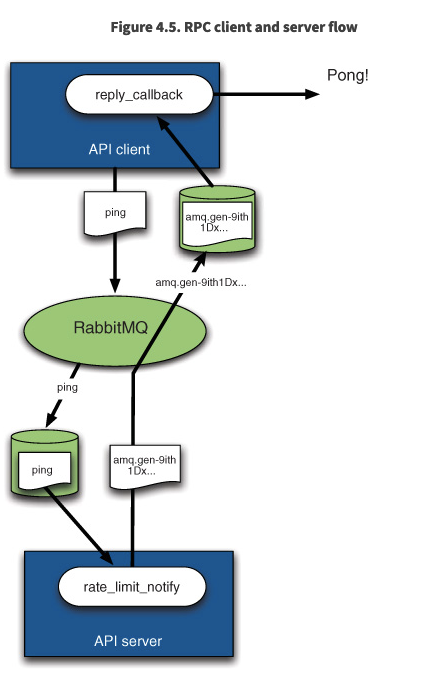 Figure 4.5. RPC client and server flow
Pong!
reply_callback
API client
ping
amq.gen-9ith
1Dx...
amq.gen-9ith1Dx...
RabbitMQ
ping
ping
amq.gen-9ith
1Dx...
rate_limit_notify
API server